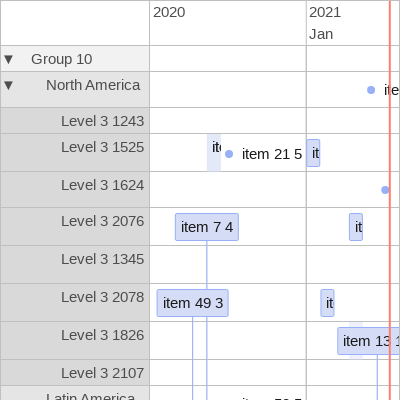 2020
2021
Jan
▼ Group 10
▼ North America
ite
Level 3 1243
Level 3 1525
ite
item 21 5
it
Level 3 1624
Level 3 2076
item 7 4
it
Level 3 1345
Level 3 2078
item 49 3
it
Level 3 1826
item 13 1
Level 3 2107
Latin America